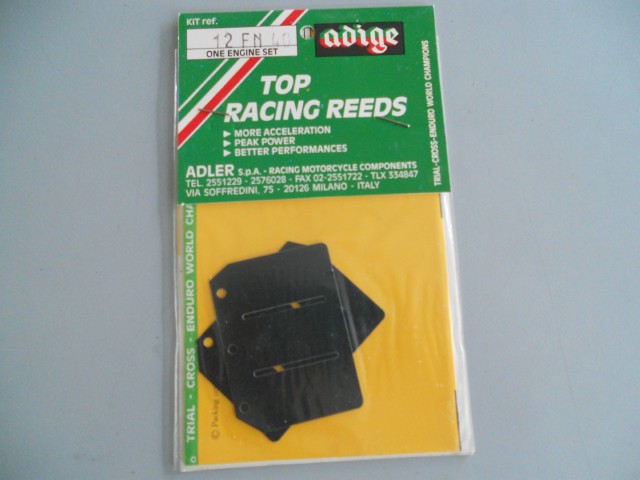 KIT ref.
12 FN 40
ONE ENGINE SET
adige
TOP
RACING REEDS
MORE ACCELERATION
PEAK POWER
BETTER PERFORMANCES
ADLER S.p.A. - RACING MOTORCYCLE COMPONENTS
TEL. 2551229 - 2576028 - FAX 02-2551722 - TLX 334847
VIA SOFFREDINI, 75 - 20126 MILANO - ITALY
TRIAL-CROSS-ENDURO WORLD CHAMPIONS
TRIAL - CROSS - ENDURO WORLD CHA
© Packing